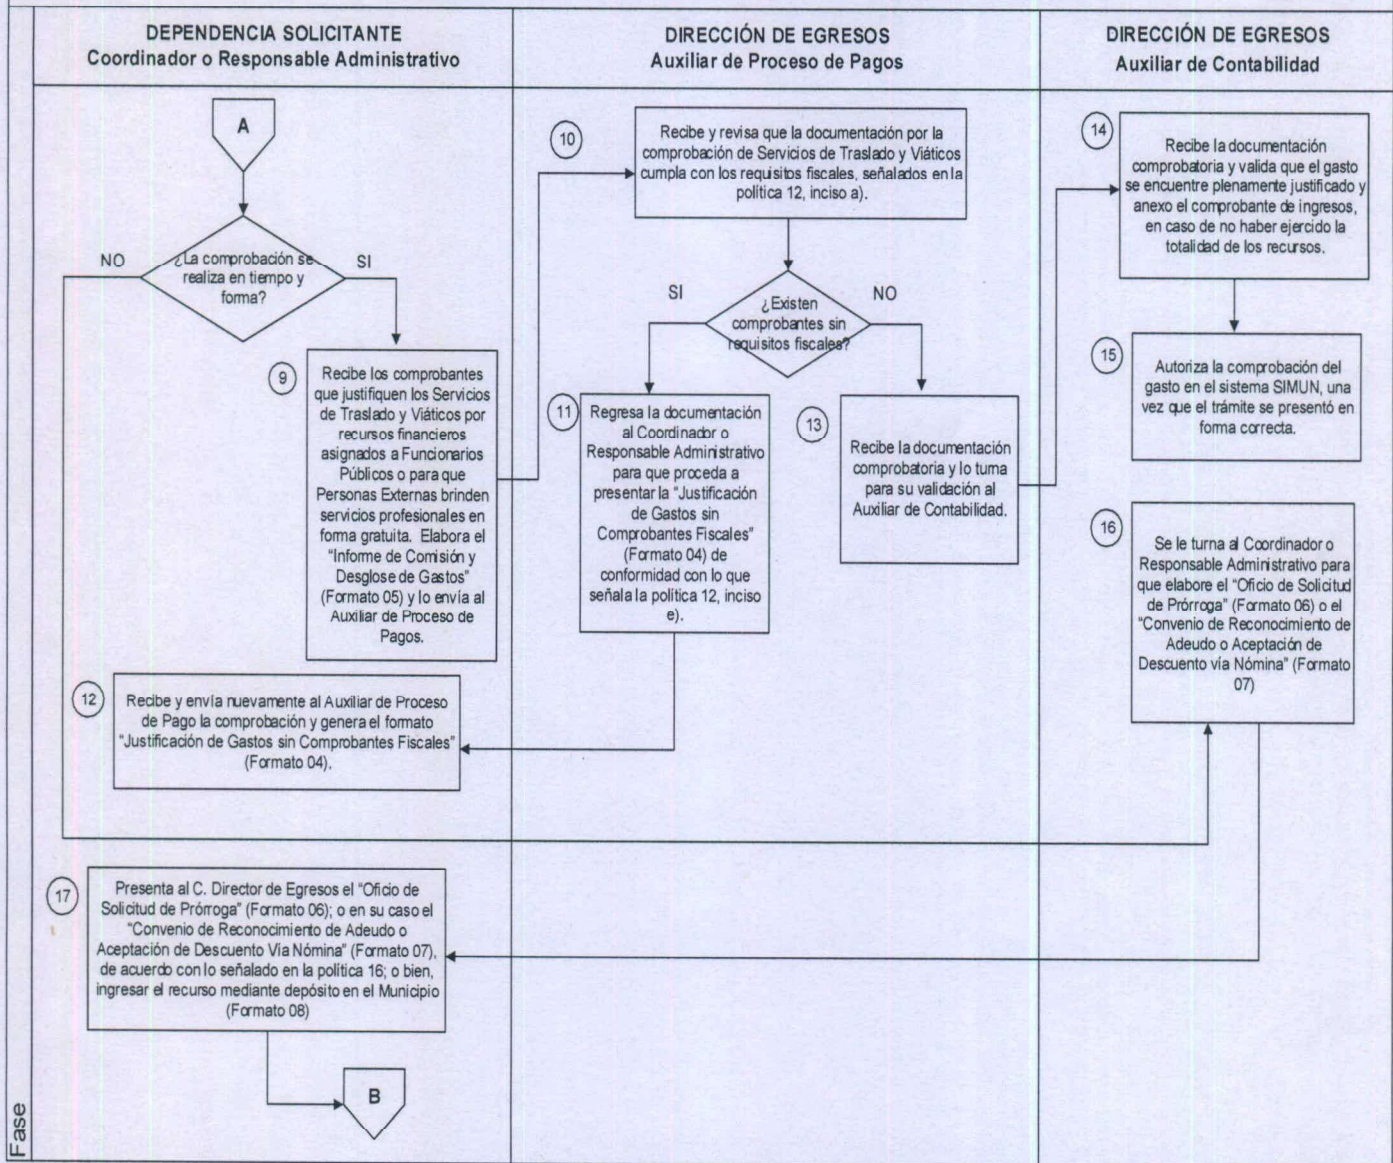 DEPENDENCIA SOLICITANTE
Coordinador o Responsable Administrativo
DIRECCIÓN DE EGRESOS
Auxiliar de Proceso de Pagos
DIRECCIÓN DE EGRESOS
Auxiliar de Contabilidad
A
¿La comprobación se
realiza en tiempo y
forma?
NO
SI
9
Recibe los comprobantes
que justifiquen los Servicios
de Traslado y Viáticos por
recursos financieros
asignados a Funcionarios
Públicos o para que
Personas Externas brinden
servicios profesionales en
forma gratuita. Elabora el
"Informe de Comisión y
Desglose de Gastos"
(Formato 05) y lo envía al
Auxiliar de Proceso de
Pagos.
10
Recibe y revisa que la documentación por la
comprobación de Servicios de Traslado y Viáticos
cumpla con los requisitos fiscales, señalados en la
política 12, inciso a).
¿Existen
comprobantes sin
requisitos fiscales?
SI
NO
11
Regresa la documentación
al Coordinador o
Responsable Administrativo
para que proceda a
presentar la "Justificación
de Gastos sin
Comprobantes Fiscales"
(Formato 04) de
conformidad con lo que
señala la política 12, inciso
e).
12
Recibe y envía nuevamente al Auxiliar de Proceso
de Pago la comprobación y genera el formato
"Justificación de Gastos sin Comprobantes Fiscales"
(Formato 04).
13
Recibe la documentación
comprobatoria y lo turna
para su validación al
Auxiliar de Contabilidad.
14
Recibe la documentación
comprobatoria y valida que el gasto
se encuentre plenamente justificado y
anexo el comprobante de ingresos,
en caso de no haber ejercido la
totalidad de los recursos.
15
Autoriza la comprobación del
gasto en el sistema SIMUN, una
vez que el trámite se presentó en
forma correcta.
16
Se le turna al Coordinador o
Responsable Administrativo para
que elabore el "Oficio de Solicitud
de Prórroga" (Formato 06) o el
"Convenio de Reconocimiento de
Adeudo o Aceptación de
Descuento vía Nómina" (Formato
07)
17
Presenta al C. Director de Egresos el "Oficio de
Solicitud de Prórroga" (Formato 06); o en su caso el
"Convenio de Reconocimiento de Adeudo o
Aceptación de Descuento Vía Nómina" (Formato 07),
de acuerdo con lo señalado en la política 16; o bien,
ingresar el recurso mediante depósito en el Municipio
(Formato 08)
B
Fase